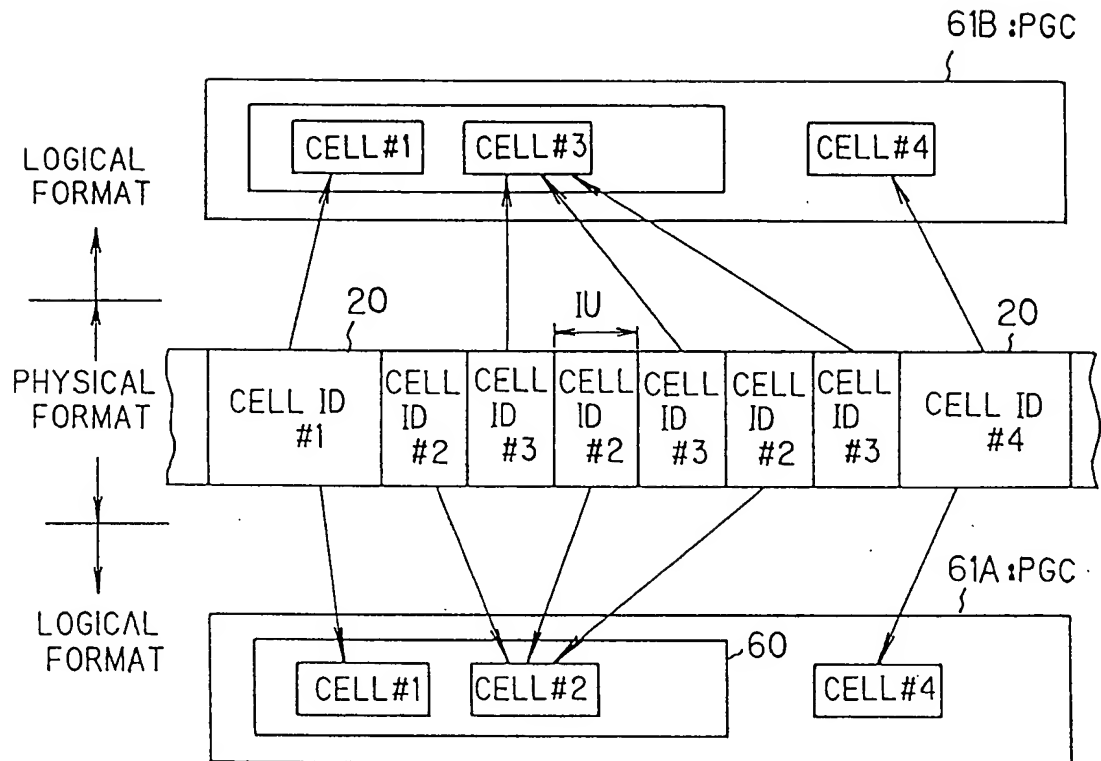 61B :PGC
CELL#1
CELL#3
CELL#4
LOGICAL
FORMAT
20
IU
20
PHYSICAL
FORMAT
CELL ID
#1
CELL
ID
#2
CELL
ID
#3
CELL
ID
#2
CELL
ID
#3
CELL
ID
#2
CELL
ID
#3
CELL ID
#4
61A :PGC
LOGICAL
FORMAT
60
CELL#1
CELL#2
CELL#4